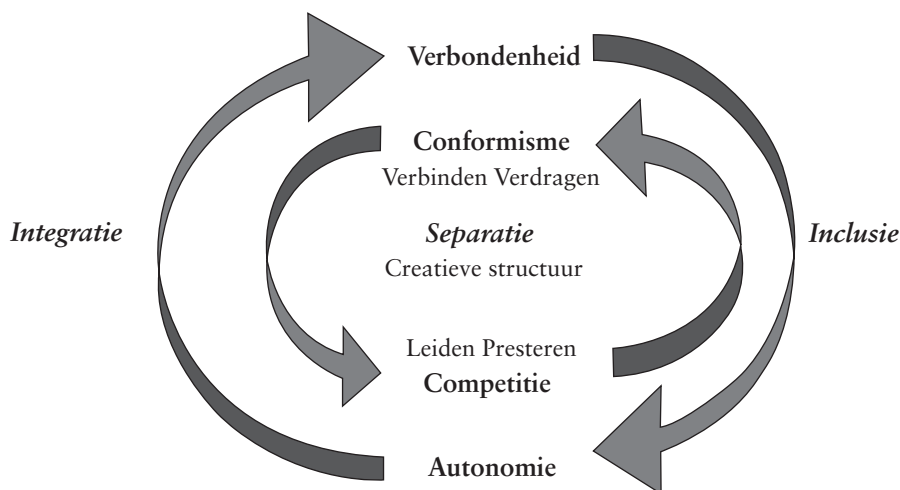 Verbondenheid
Conformisme
Verbinden Verdragen
Integratie
Separatie
Inclusie
Creatieve structuur
Leiden Presteren
Competitie
Autonomie